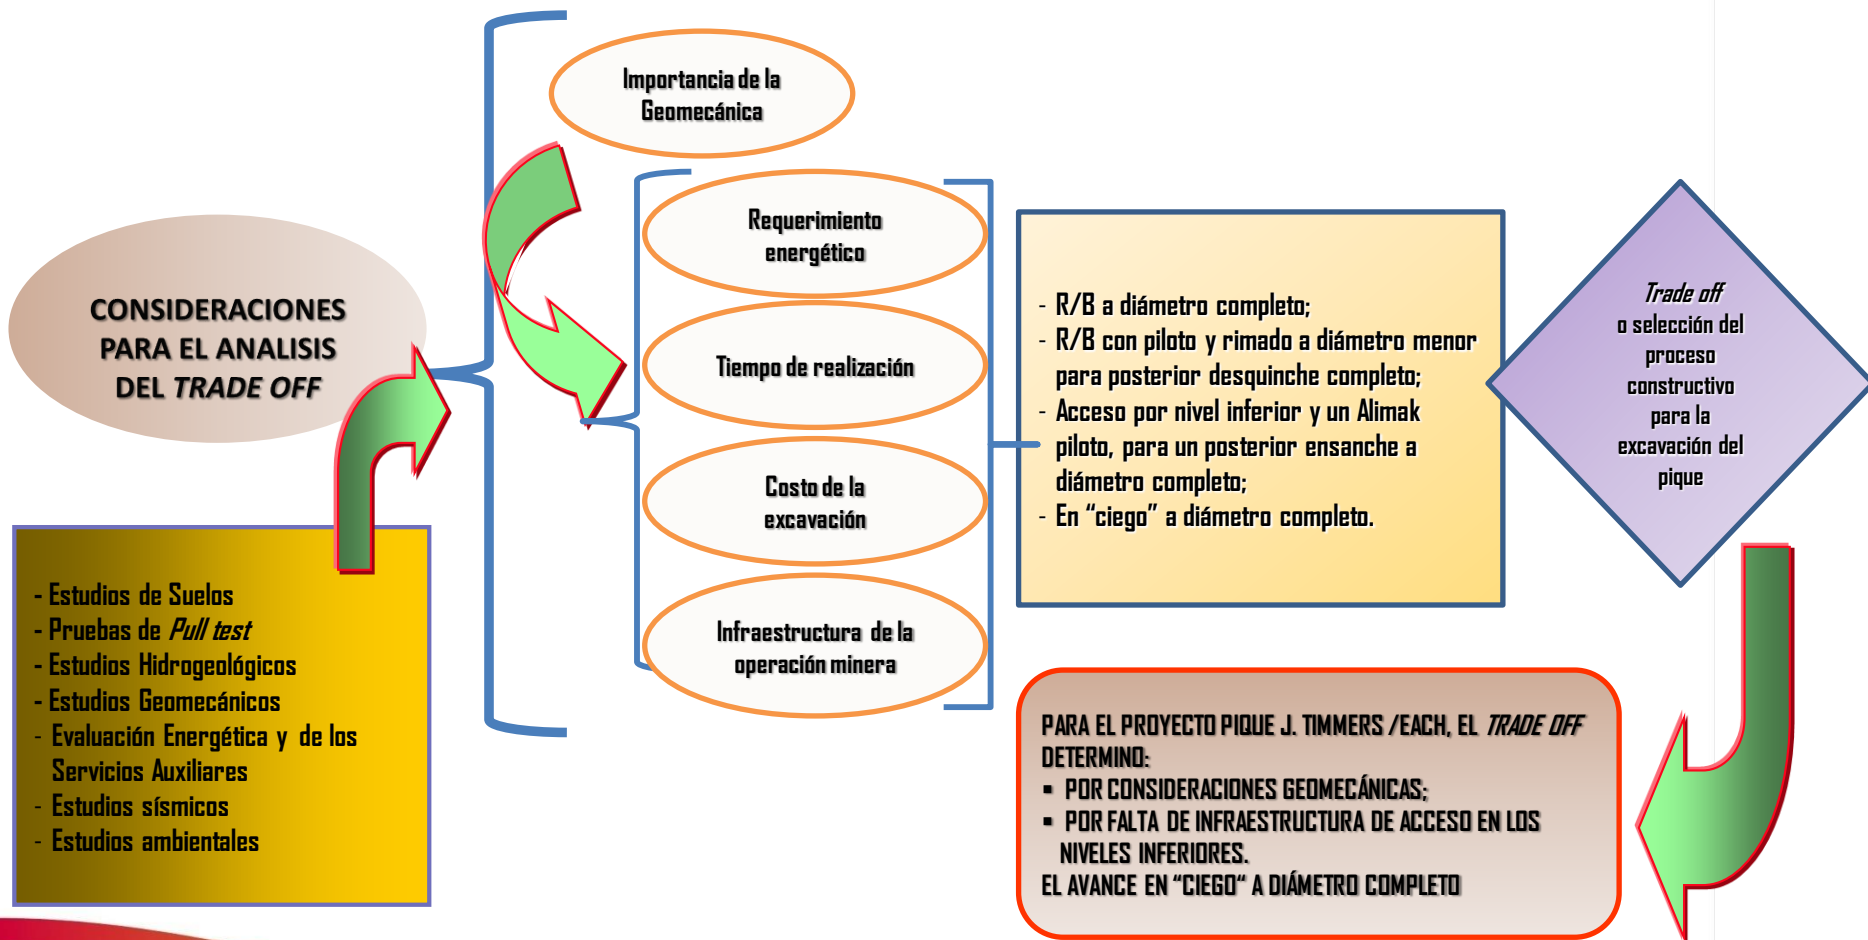 CONSIDERACIONES
PARA EL ANALISIS
DEL TRADE OFF
- Estudios de Suelos
- Pruebas de Pull test
- Estudios Hidrogeológicos
- Estudios Geomecánicos
- Evaluación Energética y de los
Servicios Auxiliares
- Estudios sísmicos
- Estudios ambientales
Importancia de la
Geomecánica
Requerimiento
energético
Tiempo de realización
Costo de la
excavación
Infraestructura de la
operación minera
- R/B a diámetro completo;
- R/B con piloto y rimado a diámetro menor
para posterior desquinche completo;
- Acceso por nivel inferior y un Alimak
piloto, para un posterior ensanche a
diámetro completo;
- En “ciego” a diámetro completo.
Trade off
o selección del
proceso
constructivo
para la
excavación del
pique
PARA EL PROYECTO PIQUE J. TIMMERS /EACH, EL TRADE OFF
DETERMINO:
▪ POR CONSIDERACIONES GEOMECÁNICAS;
▪ POR FALTA DE INFRAESTRUCTURA DE ACCESO EN LOS
NIVELES INFERIORES.
EL AVANCE EN “CIEGO“ A DIÁMETRO COMPLETO